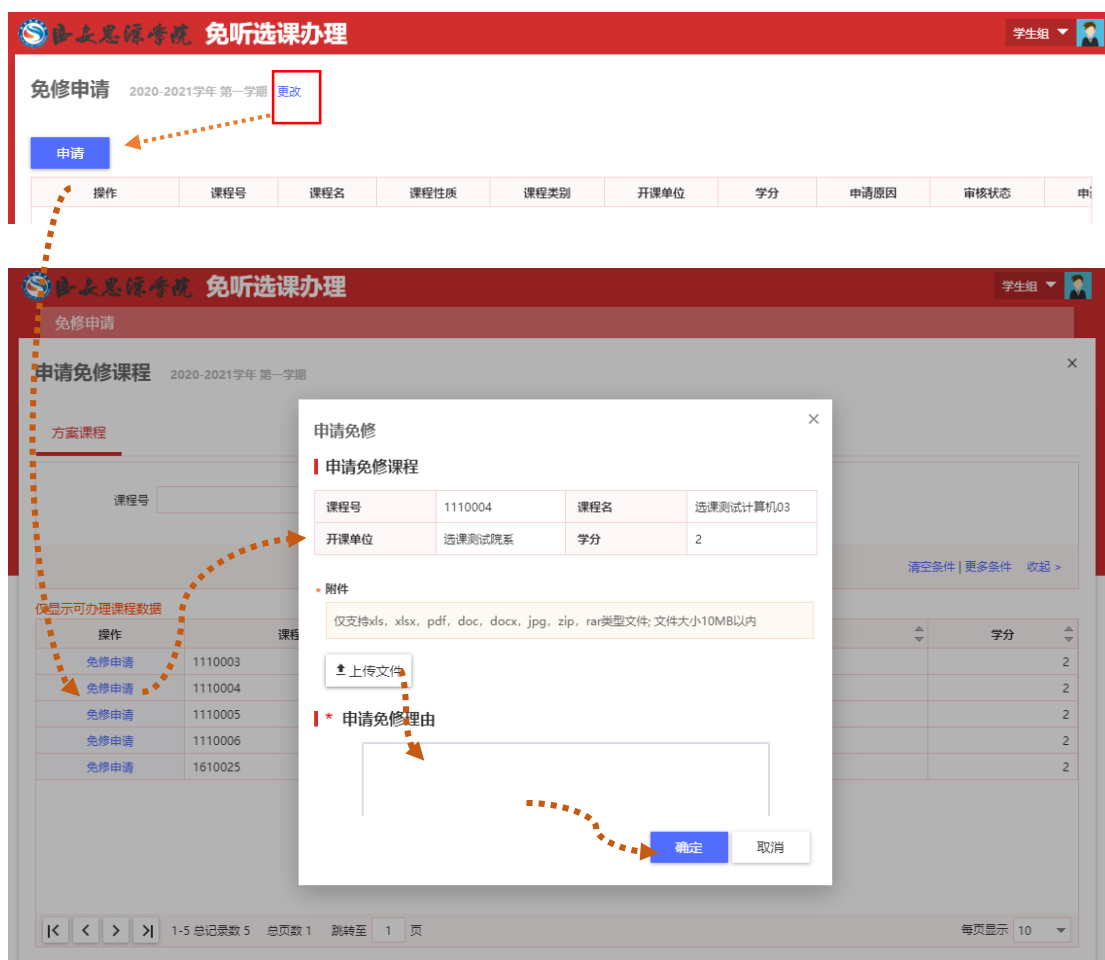 西安思源学院 免听选课办理 学生组
免修申请 2020-2021学年 第一学期 更改
申请
操作 课程号 课程名 课程性质 课程类别 开课单位 学分 申请原因 审核状态
西安思源学院 免听选课办理 学生组
免修申请
申请免修课程 2020-2021学年 第一学期 ×
方案课程
课程号
清空条件 | 更多条件 收起 >
仅显示可办理课程数据
操作 课程 学分
免修申请 1110003 2
免修申请 1110004 2
免修申请 1110005 2
免修申请 1110006 2
免修申请 1610025 2
申请免修 ×
申请免修课程
课程号 1110004 课程名 选课测试计算机03
开课单位 选课测试院系 学分 2
* 附件
仅支持xls，xlsx，pdf，doc，docx，jpg，zip，rar类型文件; 文件大小10MB以内
上传文件
* 申请免修理由
确定 取消
1-5 总记录数 5 总页数 1 跳转至 1 页 每页显示 10